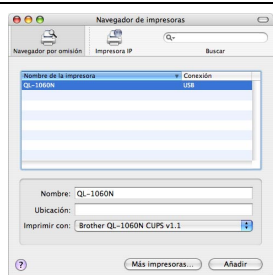 Navegador de impresoras
Navegador por omisión
Impresora IP
Buscar
Nombre de la impresora Conexión
QL-1060N USB
Nombre: QL-1060N
Ubicación:
Imprimir con: Brother QL-1060N CUPS v1.1
? Más impresoras... Añadir